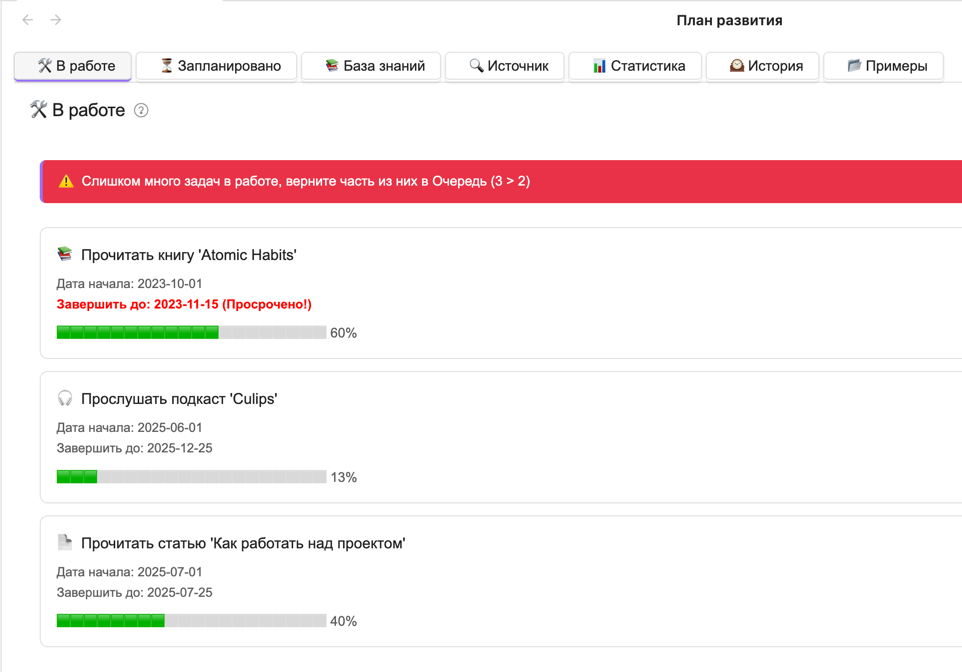 План развития
В работе
Запланировано
База знаний
Источник
Статистика
История
Примеры
В работе ?
Слишком много задач в работе, верните часть из них в Очередь (3 > 2)
Прочитать книгу 'Atomic Habits'
Дата начала: 2023-10-01
Завершить до: 2023-11-15 (Просрочено!)
60%
Прослушать подкаст 'Culips'
Дата начала: 2025-06-01
Завершить до: 2025-12-25
13%
Прочитать статью 'Как работать над проектом'
Дата начала: 2025-07-01
Завершить до: 2025-07-25
40%